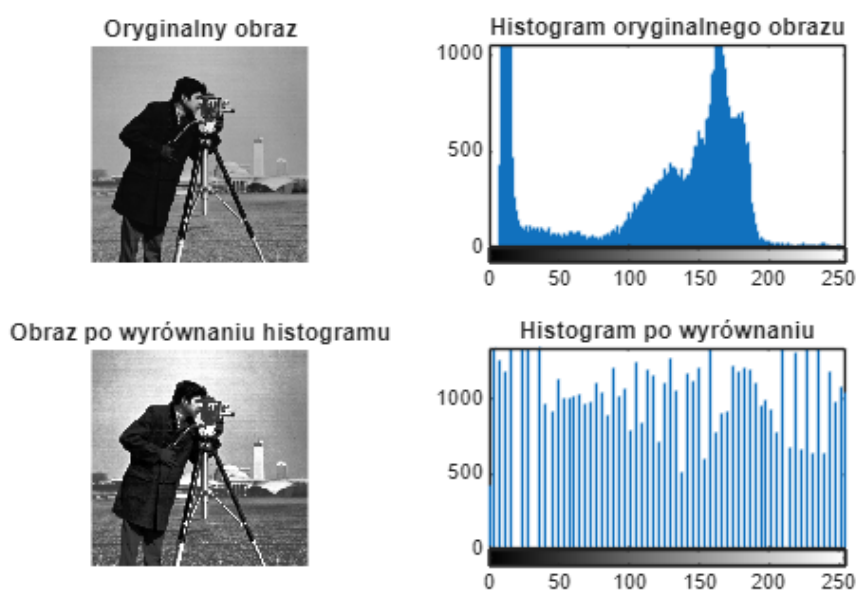 Oryginalny obraz
Histogram oryginalnego obrazu
1000
500
0
0 50 100 150 200 250
Obraz po wyrównaniu histogramu
Histogram po wyrównaniu
1000
500
0
0 50 100 150 200 250